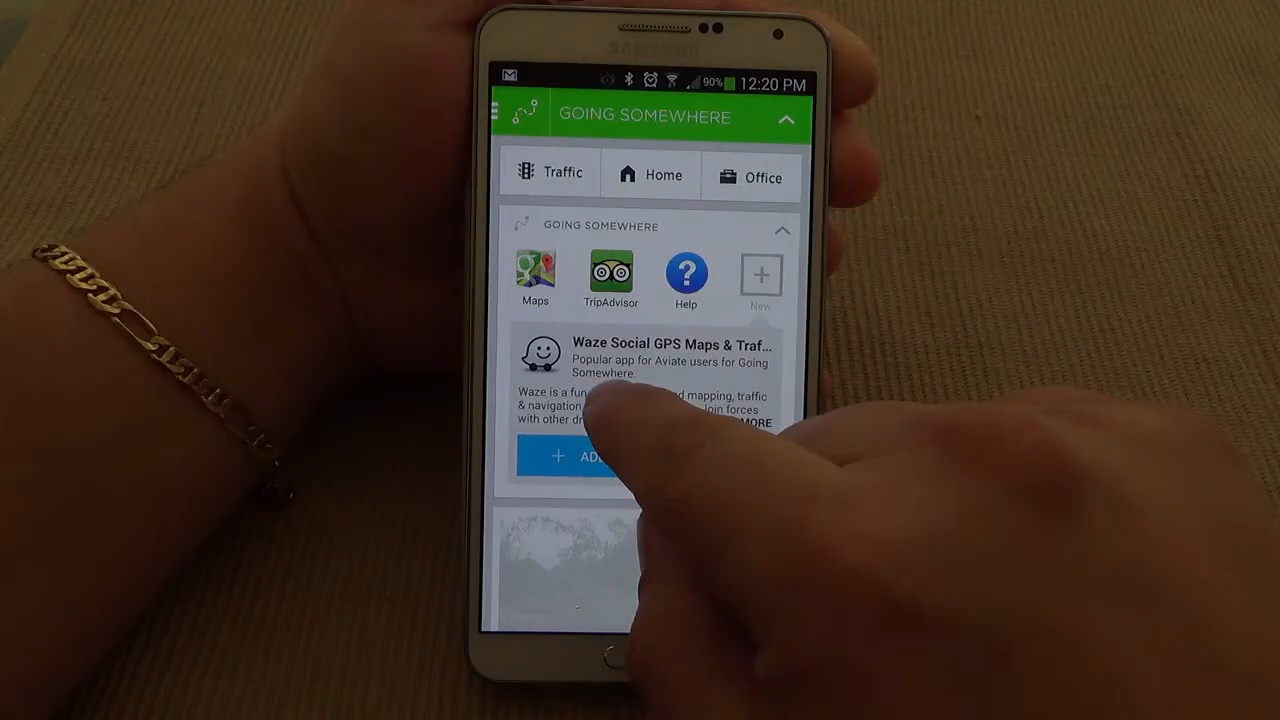 SAMSUNG
90% 12:20 PM
GOING SOMEWHERE
Traffic Home Office
GOING SOMEWHERE
Maps TripAdvisor Help New
Waze Social GPS Maps & Traf...
Popular app for Aviate users for Going
Somewhere.
Waze is a fun mapping, traffic
& navigation Join forces
with other MORE
+ AD